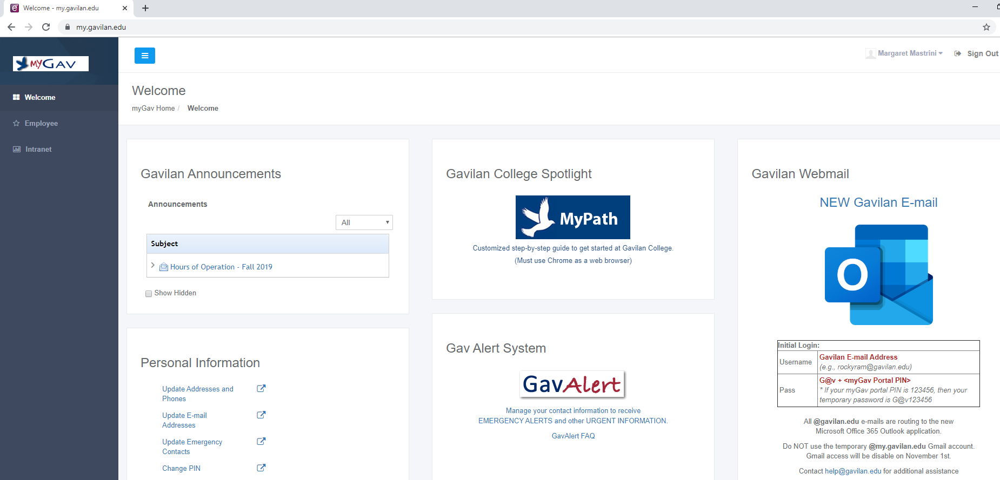 Welcome - my.gavilan.edu
my.gavilan.edu
myGAV
Margaret Mastrini
Sign Out
Welcome
Employee
Intranet
Welcome
myGav Home / Welcome
Gavilan Announcements
Announcements
All
Subject
Hours of Operation - Fall 2019
Show Hidden
Personal Information
Update Addresses and
Phones
Update E-mail
Addresses
Update Emergency
Contacts
Change PIN
Gavilan College Spotlight
MyPath
Customized step-by-step guide to get started at Gavilan College.
(Must use Chrome as a web browser)
Gav Alert System
GavAlert
Manage your contact information to receive
EMERGENCY ALERTS and other URGENT INFORMATION.
GavAlert FAQ
Gavilan Webmail
NEW Gavilan E-mail
O
Initial Login:
Username
Gavilan E-mail Address
(e.g., rockyram@gavilan.edu)
Pass
G@v + <myGav Portal PIN>
* If your myGav portal PIN is 123456, then your
temporary password is G@v123456
All @gavilan.edu e-mails are routing to the new
Microsoft Office 365 Outlook application.
Do NOT use the temporary @my.gavilan.edu Gmail account.
Gmail access will be disable on November 1st.
Contact help@gavilan.edu for additional assistance